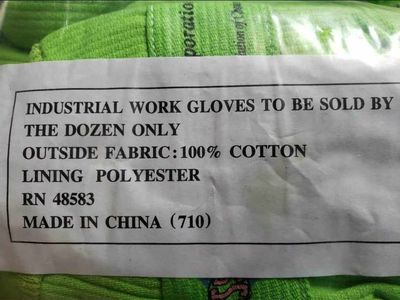 INDUSTRIAL WORK GLOVES TO BE SOLD BY
THE DOZEN ONLY
OUTSIDE FABRIC:100% COTTON
LINING POLYESTER
RN 48583
MADE IN CHINA (710)